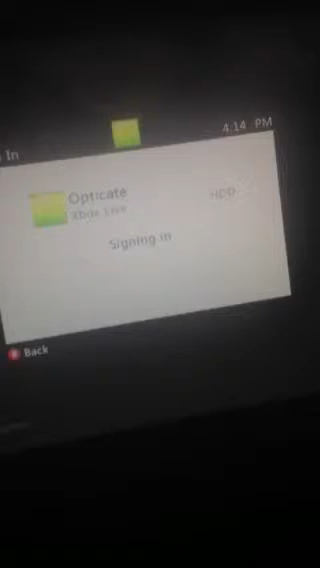 In
4:14 PM
Opticate
Xbox Live
HDD
Signing in
Back